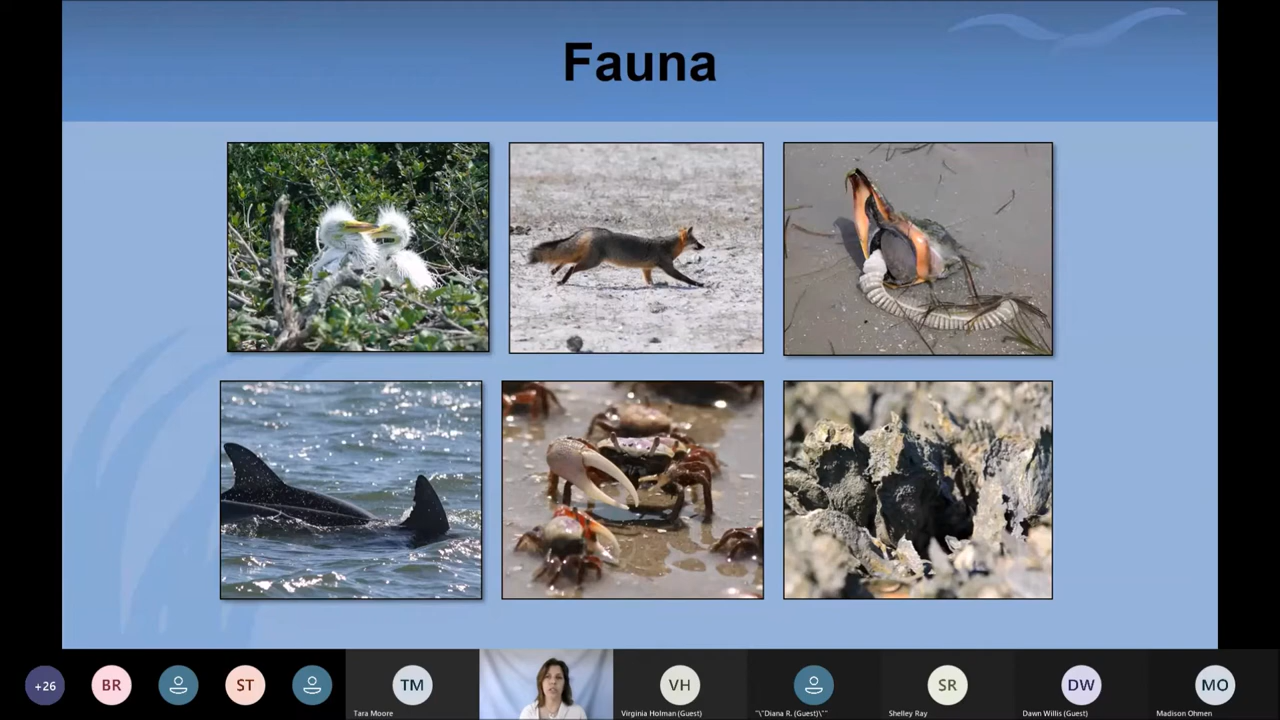 Fauna
+26
BR
ST
TM
VH
SR
DW
MO
Tara Moore
Virginia Holman (Guest)
"\"Diana R. (Guest)\""
Shelley Ray
Dawn Willis (Guest)
Madison Ohmen